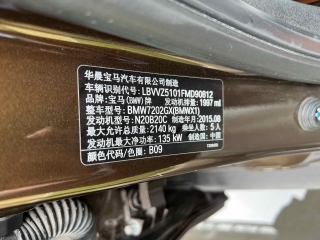 华晨宝马汽车有限公司制造
车辆识别代号: LBVVZ5101FMD90812
品牌: 宝马(BMW)牌 发动机排量: 1997 ml
整车型号: BMW7202GX(BMWX1)
发动机型号: N20B20C 制造年月: 2015.08
最大允许总质量: 2140 kg 乘坐人数: 5人
发动机最大净功率: 135 kW 制造国: 中国
颜色代码/色圈: B09